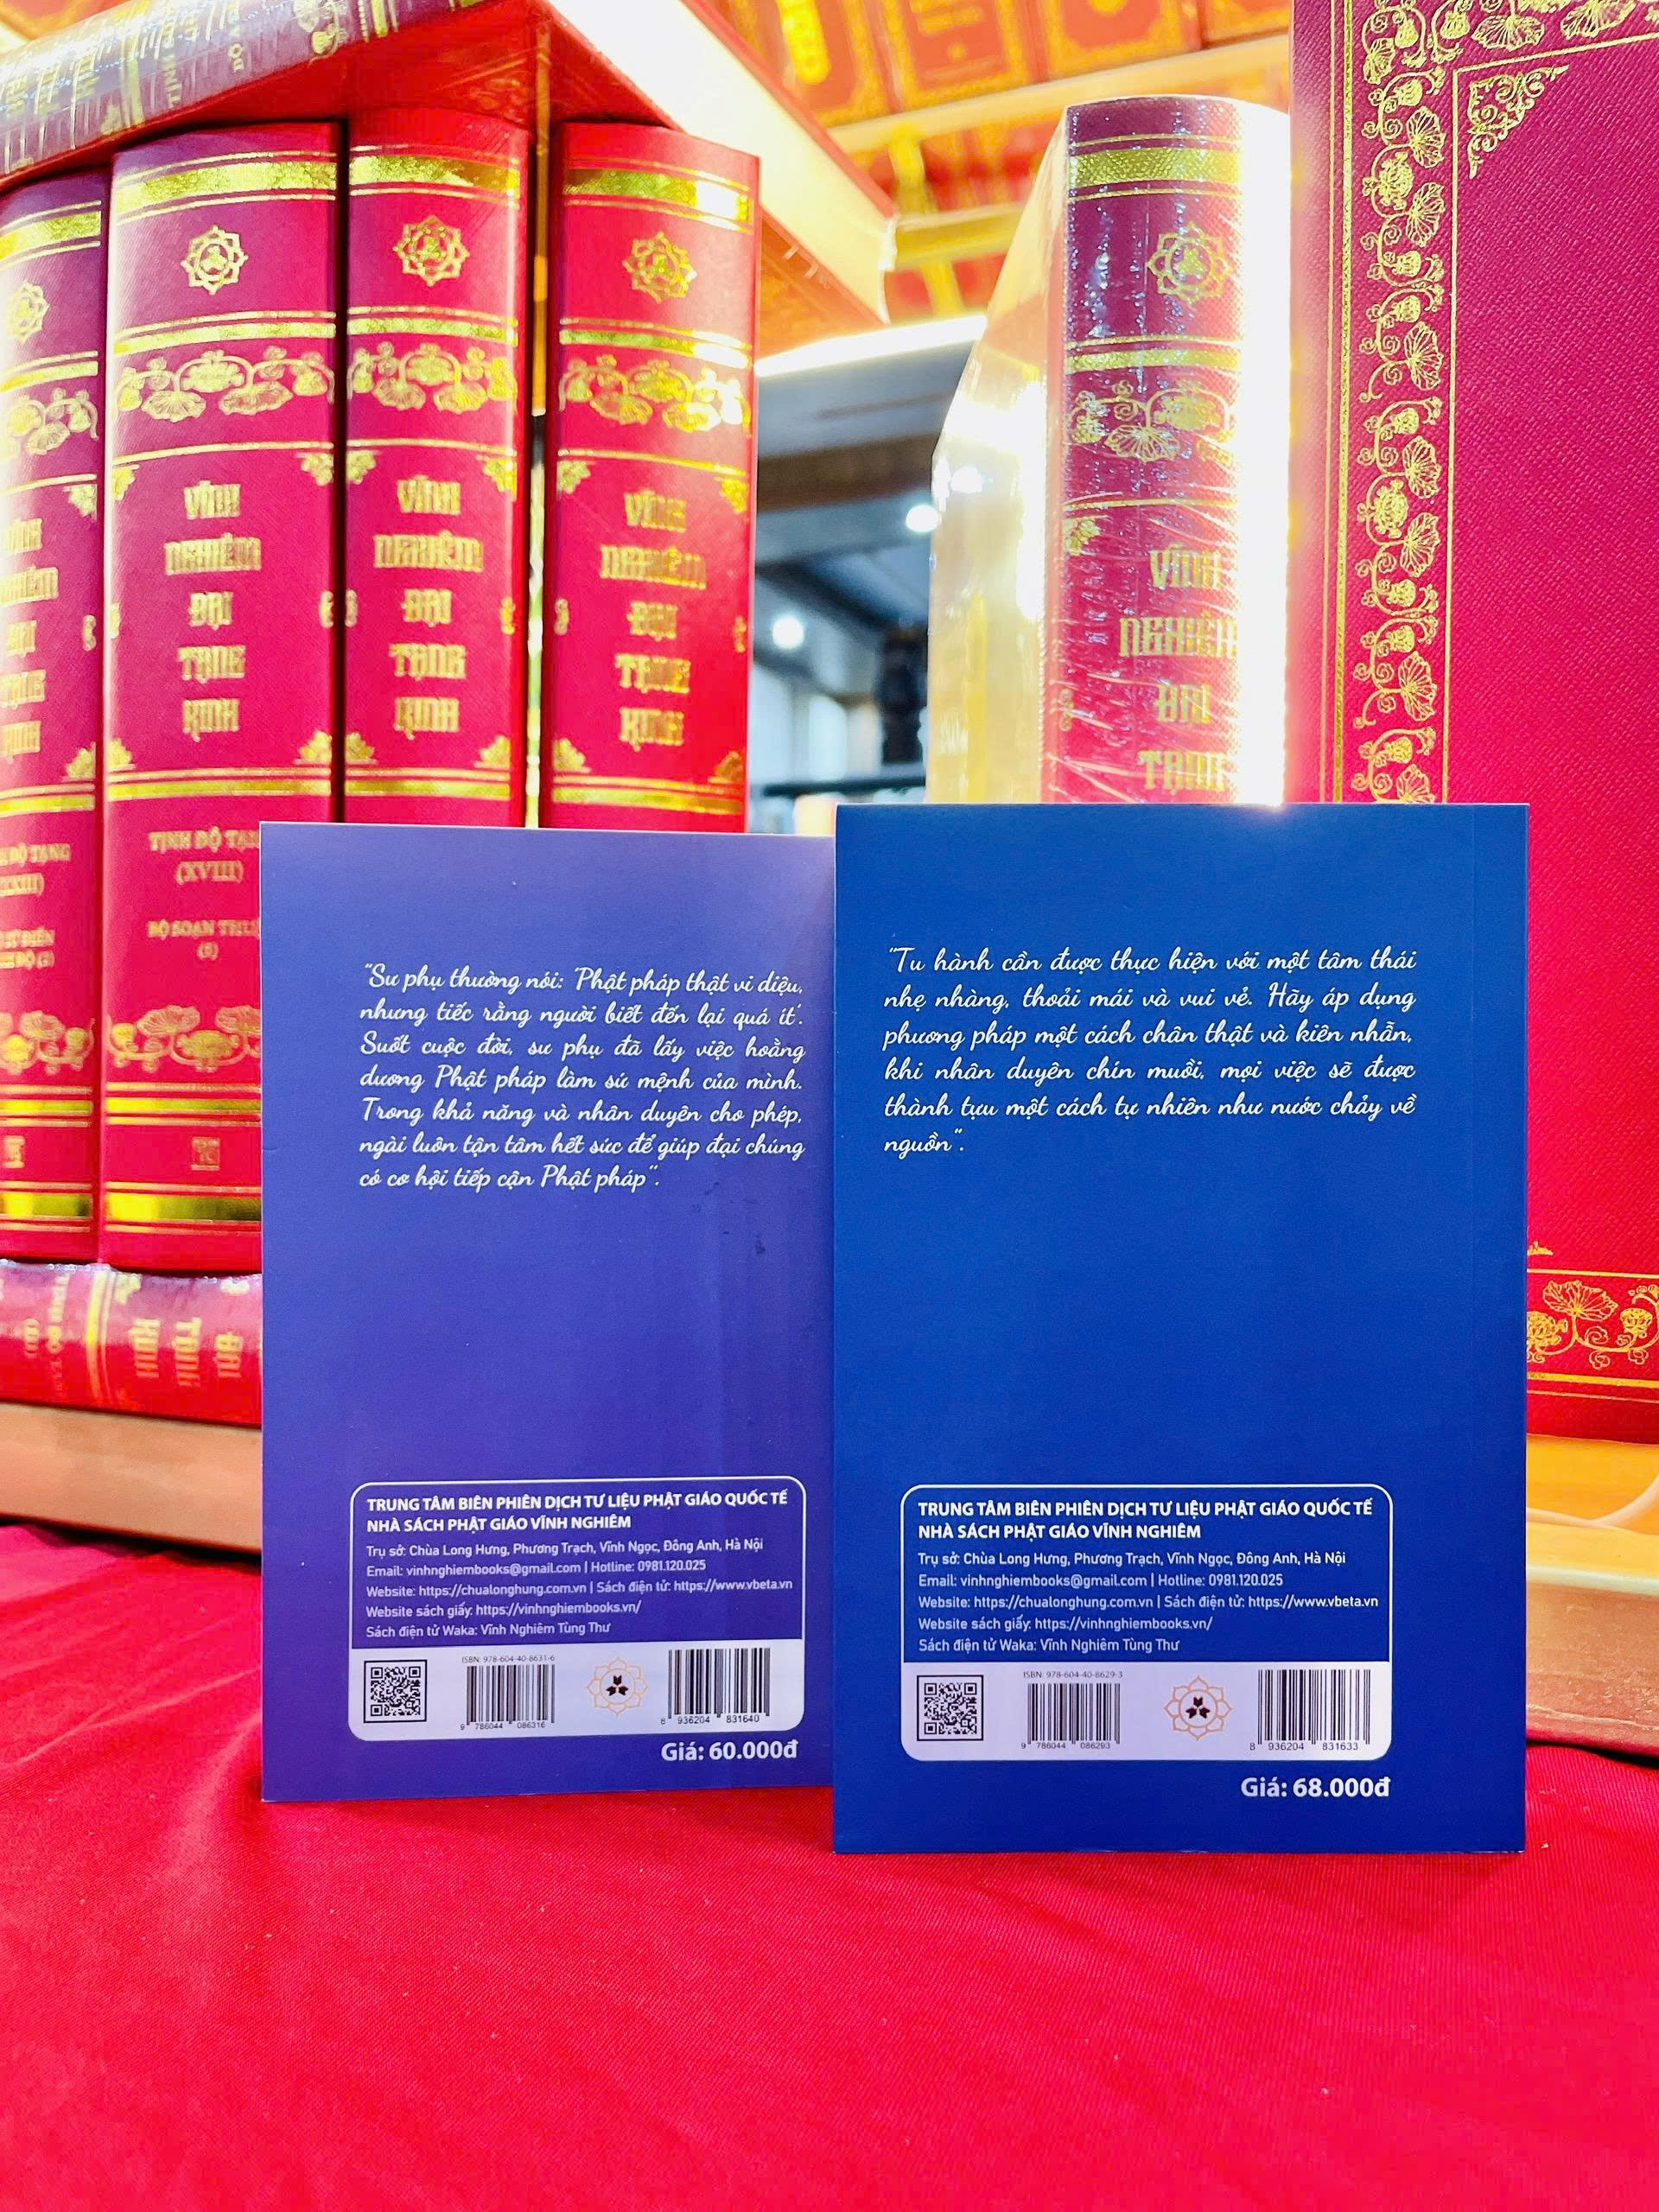 VĨNH
NGHIÊM
ĐẠI
TẠNG
KINH
TỊNH ĐỘ TẠNG
(XVIII)
BỘ SOẠN THUẬT
(5)
VĨNH
NGHIÊM
ĐẠI
TẠNG
KINH
VĨNH
NGHIÊM
ĐẠI
TẠNG
KINH
VĨNH
NGHIÊM
ĐẠI
TẠNG
"Sư phụ thường nói: 'Phật pháp thật vi diệu,
nhưng tiếc rằng người biết đến lại quá ít'.
Suốt cuộc đời, sư phụ đã lấy việc hoằng
dương Phật pháp làm sứ mệnh của mình.
Trong khả năng và nhân duyên cho phép,
ngài luôn tận tâm hết sức để giúp đại chúng
có cơ hội tiếp cận Phật pháp".
TRUNG TÂM BIÊN PHIÊN DỊCH TƯ LIỆU PHẬT GIÁO QUỐC TẾ
NHÀ SÁCH PHẬT GIÁO VĨNH NGHIÊM
Trụ sở: Chùa Long Hưng, Phương Trạch, Vĩnh Ngọc, Đông Anh, Hà Nội
Email: vinhnghiembooks@gmail.com | Hotline: 0981.120.025
Website: https://chualonghung.com.vn | Sách điện tử: https://www.vbeta.vn
Website sách giấy: https://vinhnghiembooks.vn/
Sách điện tử Waka: Vĩnh Nghiêm Tùng Thư
ISBN: 978-604-40-8631-6
9 786044 086316
8 936204 831640
Giá: 60.000đ
"Tu hành cần được thực hiện với một tâm thái
nhẹ nhàng, thoải mái và vui vẻ. Hãy áp dụng
phương pháp một cách chân thật và kiên nhẫn,
khi nhân duyên chín muồi, mọi việc sẽ được
thành tựu một cách tự nhiên như nước chảy về
nguồn".
TRUNG TÂM BIÊN PHIÊN DỊCH TƯ LIỆU PHẬT GIÁO QUỐC TẾ
NHÀ SÁCH PHẬT GIÁO VĨNH NGHIÊM
Trụ sở: Chùa Long Hưng, Phương Trạch, Vĩnh Ngọc, Đông Anh, Hà Nội
Email: vinhnghiembooks@gmail.com | Hotline: 0981.120.025
Website: https://chualonghung.com.vn | Sách điện tử: https://www.vbeta.vn
Website sách giấy: https://vinhnghiembooks.vn/
Sách điện tử Waka: Vĩnh Nghiêm Tùng Thư
ISBN: 978-604-40-8629-3
9 786044 086293
8 936204 831633
Giá: 68.000đ